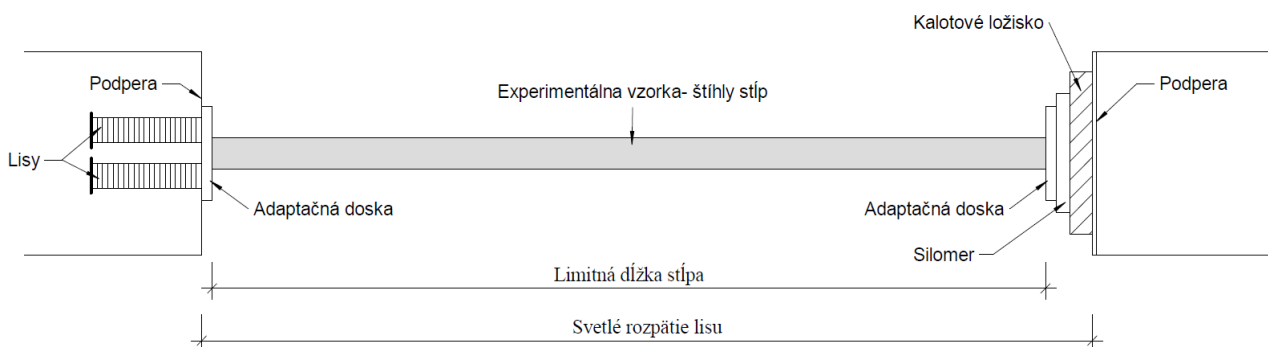 Kalotové ložisko
Podpera
Experimentálna vzorka- štíhly stĺp
Podpera
Lisy
Adaptačná doska
Adaptačná doska
Silomer
Limitná dĺžka stĺpa
Svetlé rozpätie lisu